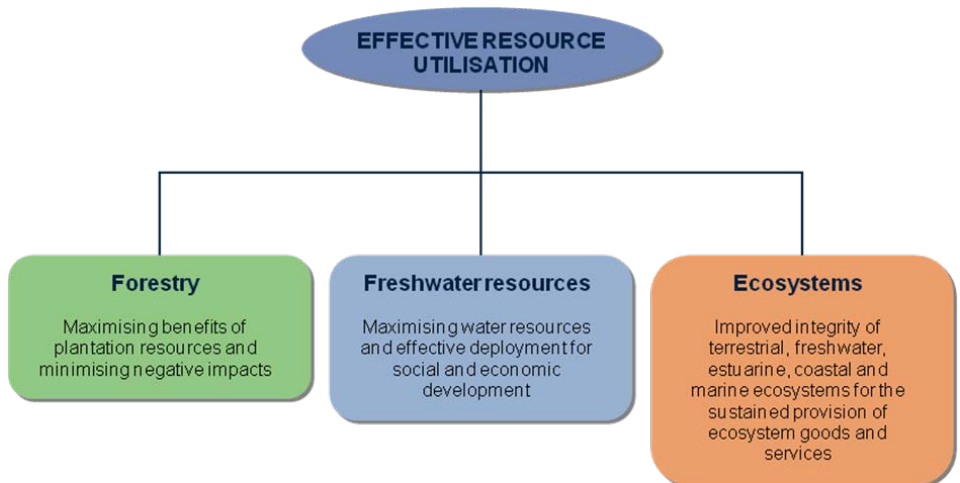 EFFECTIVE RESOURCE
UTILISATION
Forestry
Maximising benefits of
plantation resources and
minimising negative impacts
Freshwater resources
Maximising water resources
and effective deployment for
social and economic
development
Ecosystems
Improved integrity of
terrestrial, freshwater,
estuarine, coastal and
marine ecosystems for the
sustained provision of
ecosystem goods and
services